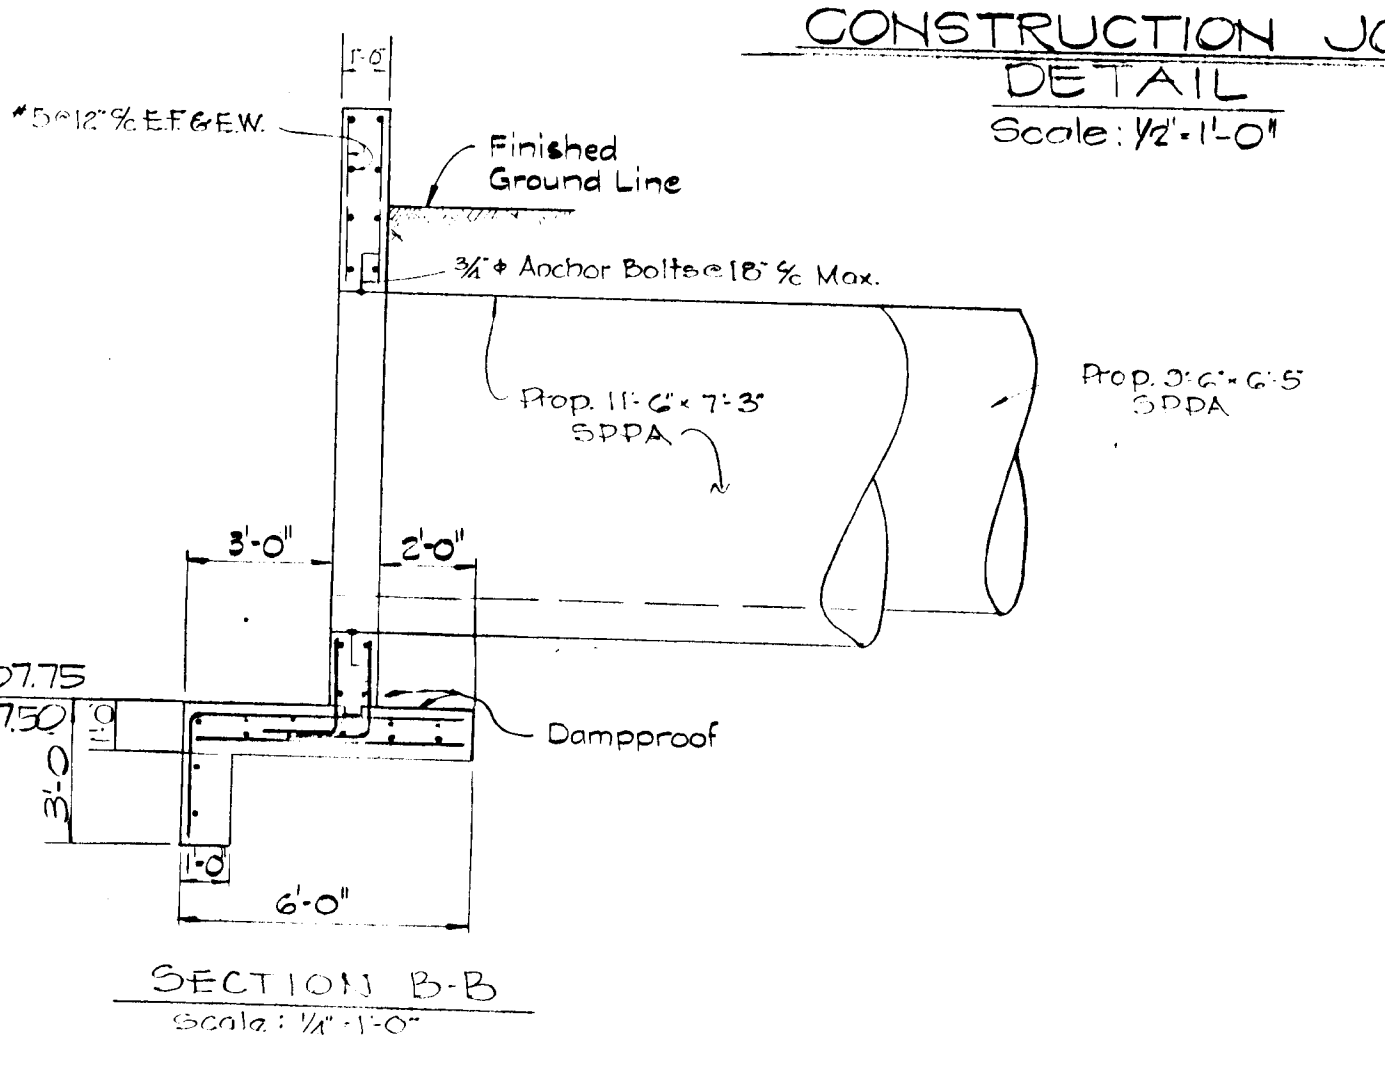 CONSTRUCTION JO
DETAIL
Scale: 1/2"=1'-0"
1'-0"
#5@12" c/c E.F. & E.W.
Finished
Ground Line
3/4" φ Anchor Bolts @ 18" c/c Max.
Prop. 11'-6" x 7'-3"
SPPA
Prop. 9'-6" x 6'-5"
SPPA
3'-0"
2'-0"
07.75
7.50
1'-0
3'-0
Dampproof
1'-0"
6'-0"
SECTION B-B
Scale: 1/4"=1'-0"